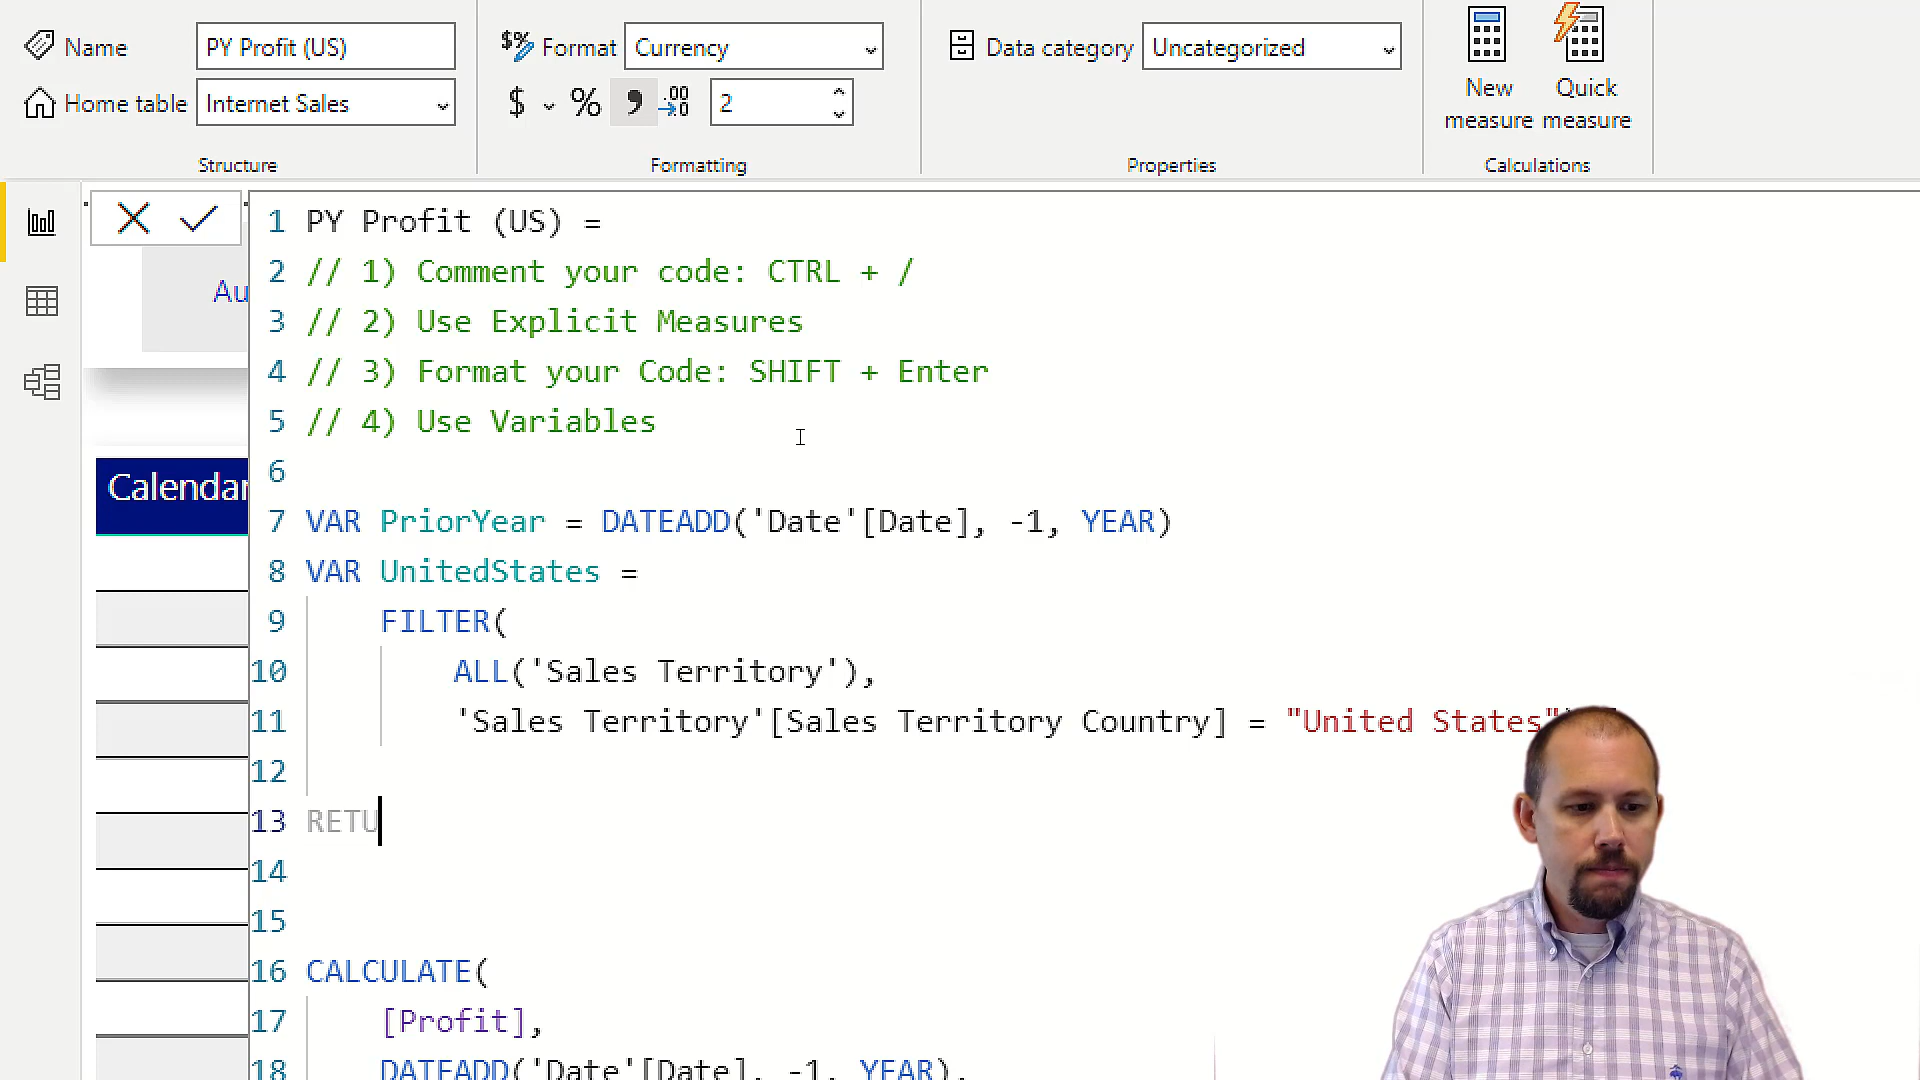 Name
PY Profit (US)
$% Format
Currency
Data category
Uncategorized
New measure
Quick measure
Home table
Internet Sales
$ % , .00 →.0
2
Structure
Formatting
Properties
Calculations
1 PY Profit (US) =
2 // 1) Comment your code: CTRL + /
Au
3 // 2) Use Explicit Measures
4 // 3) Format your Code: SHIFT + Enter
5 // 4) Use Variables
6
Calendar
7 VAR PriorYear = DATEADD('Date'[Date], -1, YEAR)
8 VAR UnitedStates =
9 FILTER(
10 ALL('Sales Territory'),
11 'Sales Territory'[Sales Territory Country] = "United States"
12
13 RETU
14
15
16 CALCULATE(
17 [Profit],
18 DATEADD('Date'[Date], -1, YEAR),